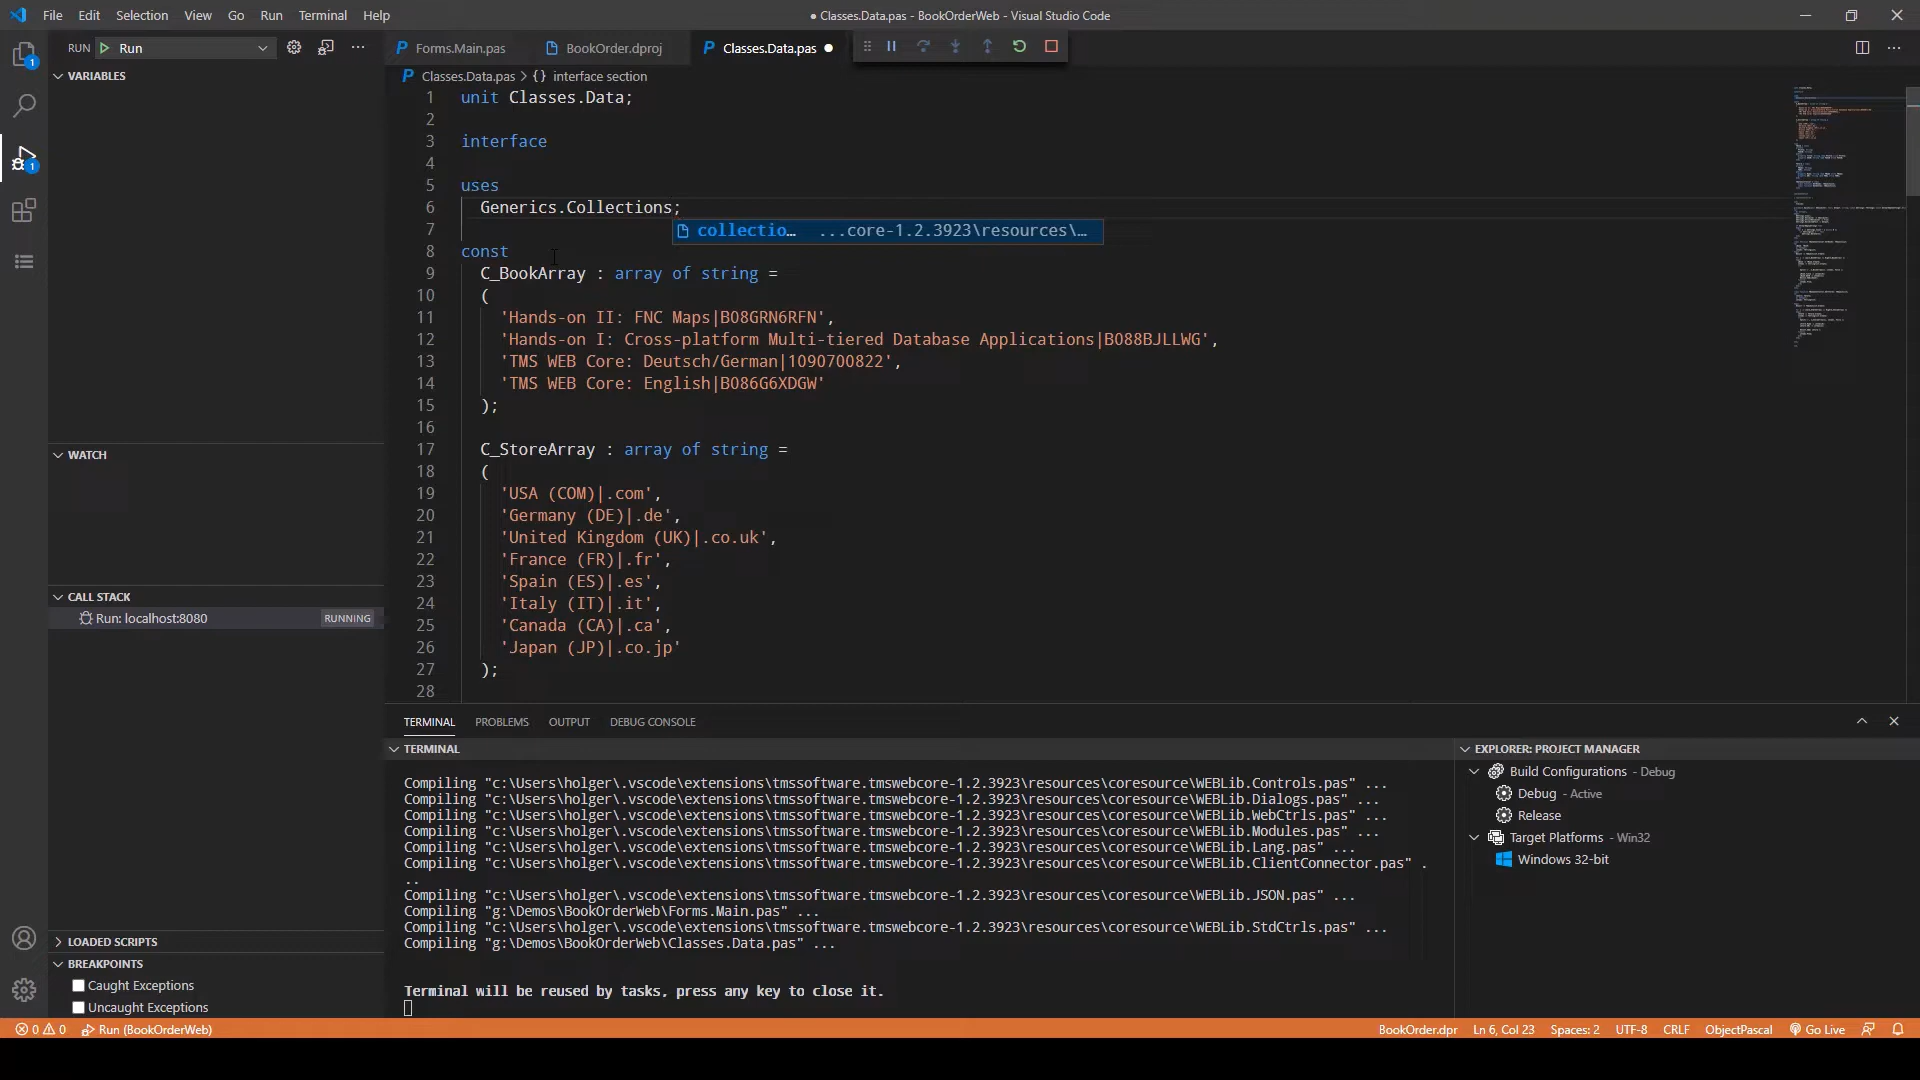 File Edit Selection View Go Run Terminal Help
● Classes.Data.pas - BookOrderWeb - Visual Studio Code
RUN Run
Forms.Main.pas BookOrder.dproj Classes.Data.pas
VARIABLES
WATCH
CALL STACK
Run: localhost:8080 RUNNING
LOADED SCRIPTS
BREAKPOINTS
Caught Exceptions
Uncaught Exceptions
1
1
Classes.Data.pas > {} interface section
1 unit Classes.Data;
2
3 interface
4
5 uses
6 Generics.Collections;
7
collectio… ...core-1.2.3923\resources\…
8 const
9 C_BookArray : array of string =
10 (
11 'Hands-on II: FNC Maps|B08GRN6RFN',
12 'Hands-on I: Cross-platform Multi-tiered Database Applications|B088BJLLWG',
13 'TMS WEB Core: Deutsch/German|1090700822',
14 'TMS WEB Core: English|B086G6XDGW'
15 );
16
17 C_StoreArray : array of string =
18 (
19 'USA (COM)|.com',
20 'Germany (DE)|.de',
21 'United Kingdom (UK)|.co.uk',
22 'France (FR)|.fr',
23 'Spain (ES)|.es',
24 'Italy (IT)|.it',
25 'Canada (CA)|.ca',
26 'Japan (JP)|.co.jp'
27 );
28
TERMINAL PROBLEMS OUTPUT DEBUG CONSOLE
TERMINAL
Compiling "c:\Users\holger\.vscode\extensions\tmssoftware.tmswebcore-1.2.3923\resources\coresource\WEBLib.Controls.pas" ...
Compiling "c:\Users\holger\.vscode\extensions\tmssoftware.tmswebcore-1.2.3923\resources\coresource\WEBLib.Dialogs.pas" ...
Compiling "c:\Users\holger\.vscode\extensions\tmssoftware.tmswebcore-1.2.3923\resources\coresource\WEBLib.WebCtrls.pas" ...
Compiling "c:\Users\holger\.vscode\extensions\tmssoftware.tmswebcore-1.2.3923\resources\coresource\WEBLib.Modules.pas" ...
Compiling "c:\Users\holger\.vscode\extensions\tmssoftware.tmswebcore-1.2.3923\resources\coresource\WEBLib.Lang.pas" ...
Compiling "c:\Users\holger\.vscode\extensions\tmssoftware.tmswebcore-1.2.3923\resources\coresource\WEBLib.ClientConnector.pas" .
..
Compiling "c:\Users\holger\.vscode\extensions\tmssoftware.tmswebcore-1.2.3923\resources\coresource\WEBLib.JSON.pas" ...
Compiling "g:\Demos\BookOrderWeb\Forms.Main.pas" ...
Compiling "c:\Users\holger\.vscode\extensions\tmssoftware.tmswebcore-1.2.3923\resources\coresource\WEBLib.StdCtrls.pas" ...
Compiling "g:\Demos\BookOrderWeb\Classes.Data.pas" ...
Terminal will be reused by tasks, press any key to close it.
EXPLORER: PROJECT MANAGER
Build Configurations - Debug
Debug - Active
Release
Target Platforms - Win32
Windows 32-bit
0 0 Run (BookOrderWeb) BookOrder.dpr Ln 6, Col 23 Spaces: 2 UTF-8 CRLF ObjectPascal Go Live